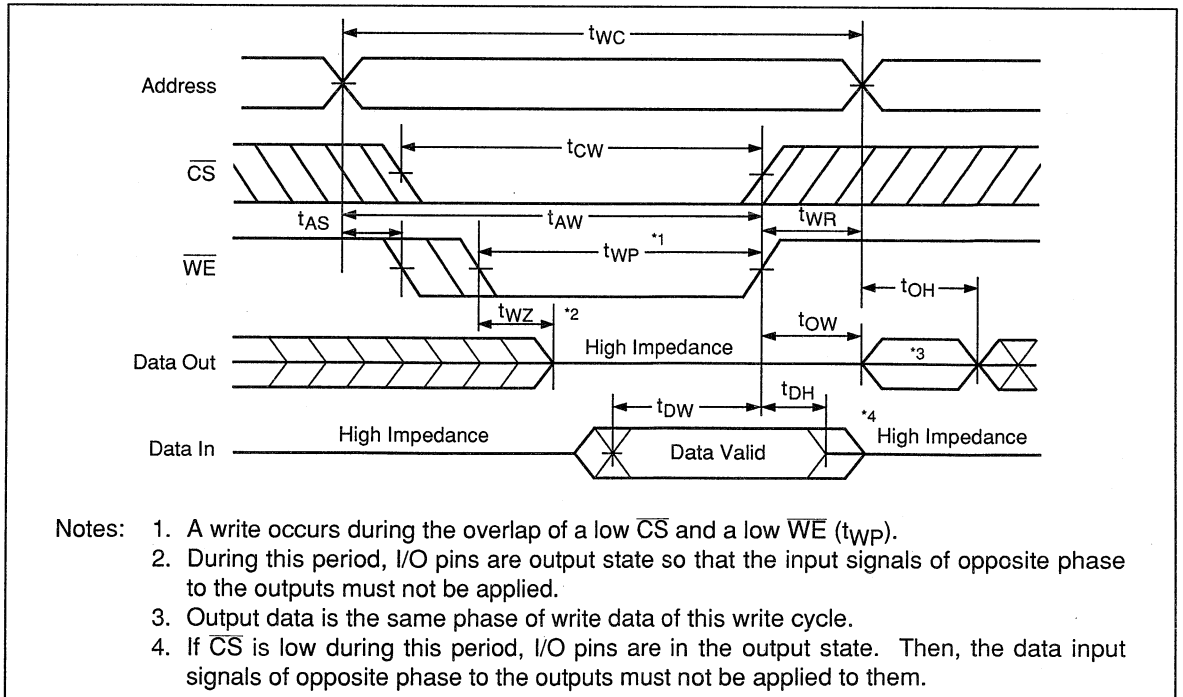 tWC
Address
tCW
CS
tAS
tAW
tWR
tWP *1
WE
tOH
tWZ *2
tOW
High Impedance
*3
Data Out
tDH
tDW
*4
High Impedance
High Impedance
Data In
Data Valid
Notes: 1. A write occurs during the overlap of a low CS and a low WE (tWP).
2. During this period, I/O pins are output state so that the input signals of opposite phase
to the outputs must not be applied.
3. Output data is the same phase of write data of this write cycle.
4. If CS is low during this period, I/O pins are in the output state. Then, the data input
signals of opposite phase to the outputs must not be applied to them.